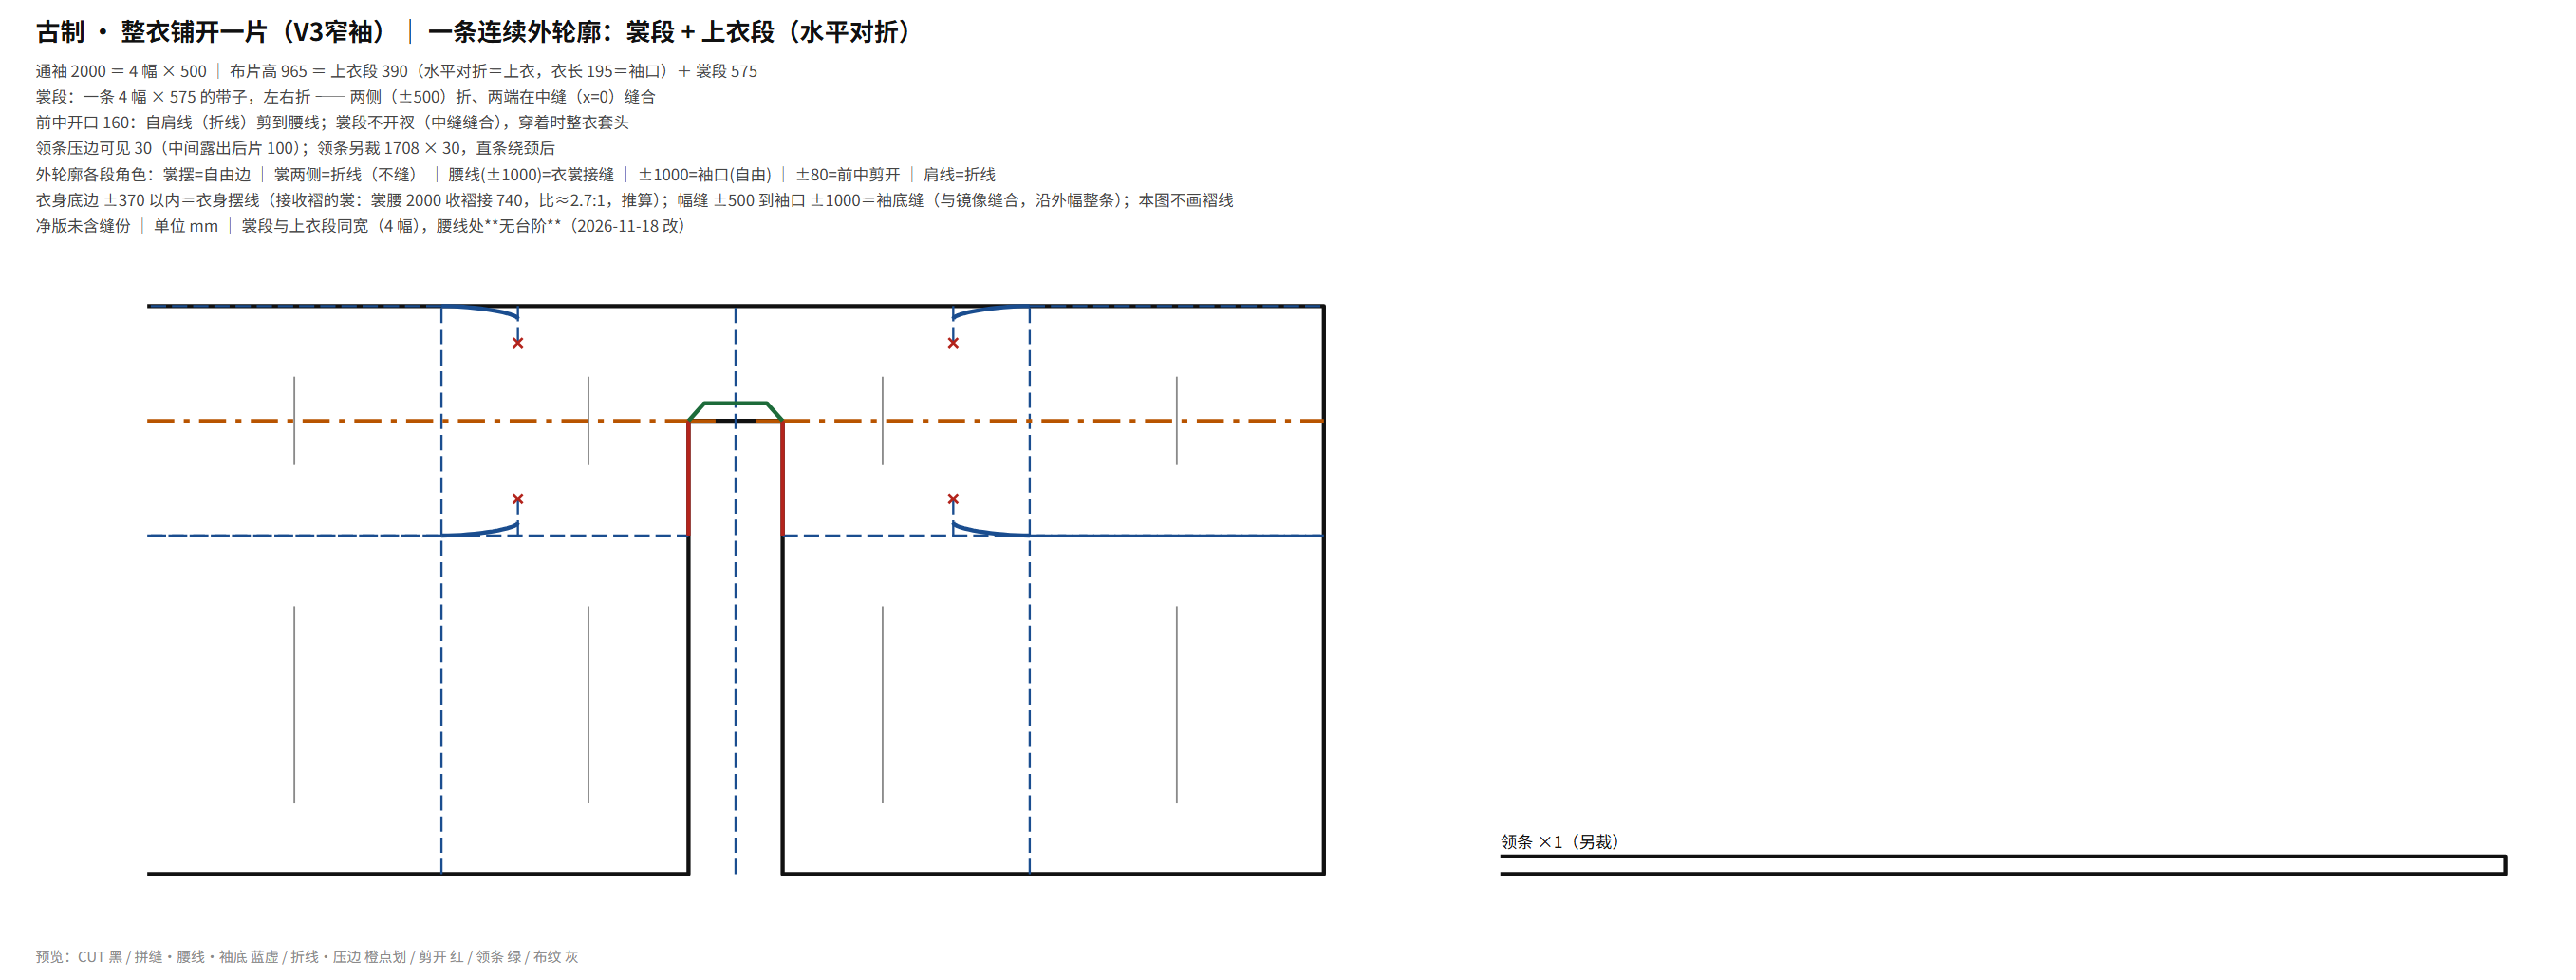 古制 · 整衣铺开一片（V3窄袖）｜ 一条连续外轮廓：裳段 + 上衣段（水平对折）
通袖 2000 ＝ 4 幅 × 500 ｜ 布片高 965 ＝ 上衣段 390（水平对折＝上衣，衣长 195＝袖口）＋ 裳段 575
裳段：一条 4 幅 × 575 的带子，左右折 —— 两侧（±500）折、两端在中缝（x=0）缝合
前中开口 160：自肩线（折线）剪到腰线；裳段不开衩（中缝缝合），穿着时整衣套头
领条压边可见 30（中间露出后片 100）；领条另裁 1708 × 30，直条绕颈后
外轮廓各段角色：裳摆=自由边 ｜ 裳两侧=折线（不缝） ｜ 腰线(±1000)=衣裳接缝 ｜ ±1000=袖口(自由) ｜ ±80=前中剪开 ｜ 肩线=折线
衣身底边 ±370 以内＝衣身摆线（接收褶的裳：裳腰 2000 收褶接 740，比≈2.7:1，推算）；幅缝 ±500 到袖口 ±1000＝袖底缝（与镜像缝合，沿外幅整条）；本图不画褶线
净版未含缝份 ｜ 单位 mm ｜ 裳段与上衣段同宽（4 幅），腰线处**无台阶**（2026-11-18 改）
领条 ×1（另裁）
预览：CUT 黑 / 拼缝・腰线・袖底 蓝虚 / 折线・压边 橙点划 / 剪开 红 / 领条 绿 / 布纹 灰